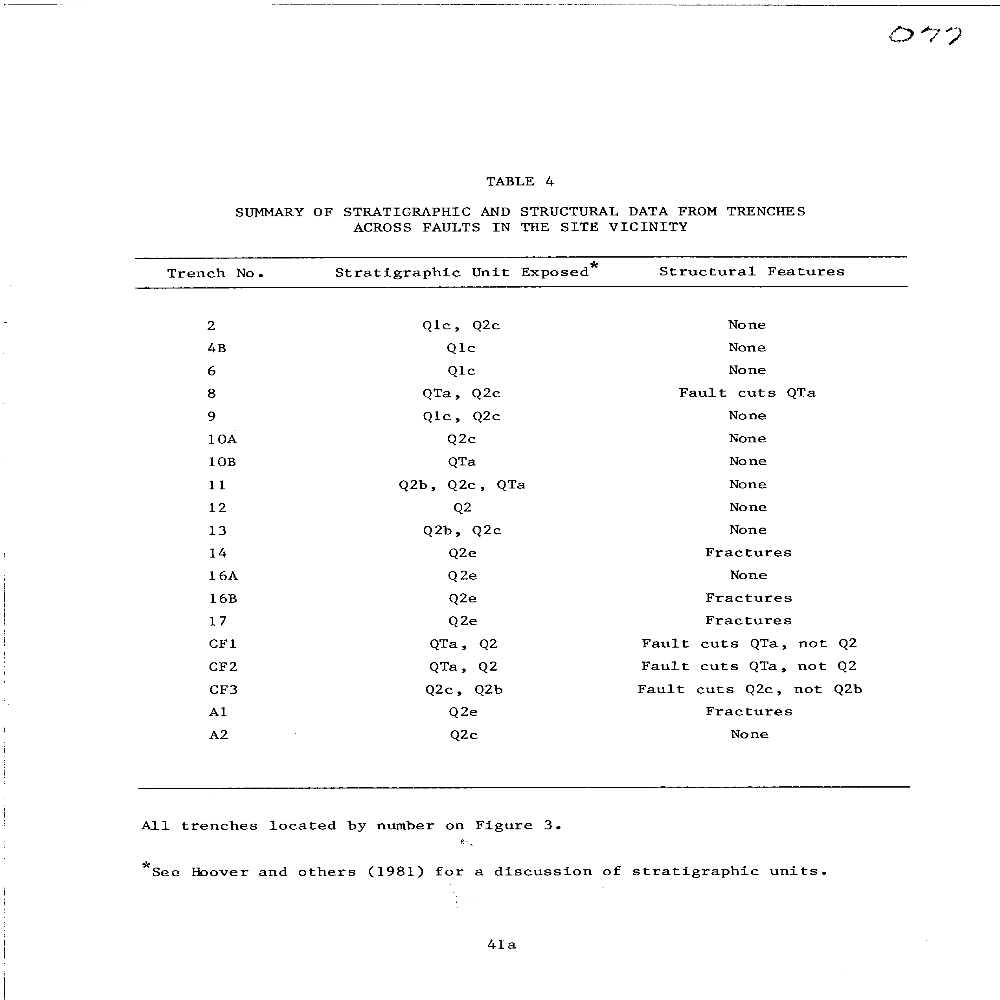 077
TABLE 4
SUMMARY OF STRATIGRAPHIC AND STRUCTURAL DATA FROM TRENCHES
ACROSS FAULTS IN THE SITE VICINITY
Trench No. Stratigraphic Unit Exposed* Structural Features
2 Q1c, Q2c None
4B Q1c None
6 Q1c None
8 QTa, Q2c Fault cuts QTa
9 Q1c, Q2c None
10A Q2c None
10B QTa None
11 Q2b, Q2c, QTa None
12 Q2 None
13 Q2b, Q2c None
14 Q2e Fractures
16A Q2e None
16B Q2e Fractures
17 Q2e Fractures
CF1 QTa, Q2 Fault cuts QTa, not Q2
CF2 QTa, Q2 Fault cuts QTa, not Q2
CF3 Q2c, Q2b Fault cuts Q2c, not Q2b
A1 Q2e Fractures
A2 Q2c None
All trenches located by number on Figure 3.
*See Hoover and others (1981) for a discussion of stratigraphic units.
41a